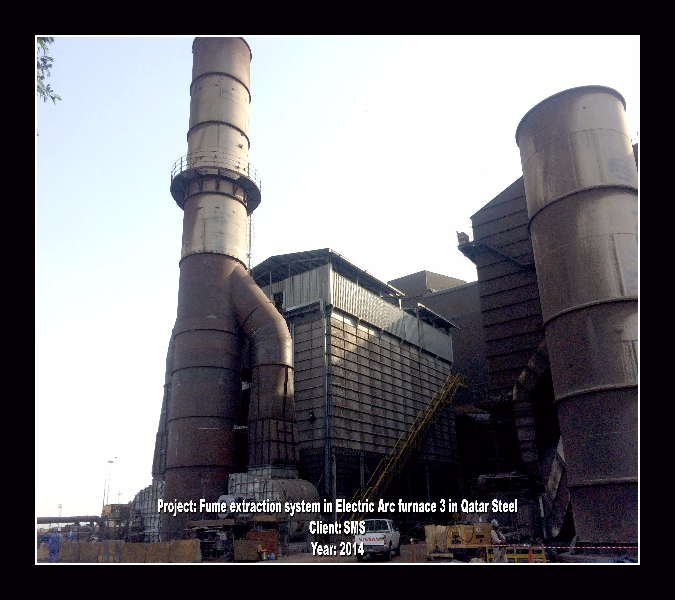 Project: Fume extraction system in Electric Arc furnace 3 in Qatar Steel
Client: SMS
Year: 2014